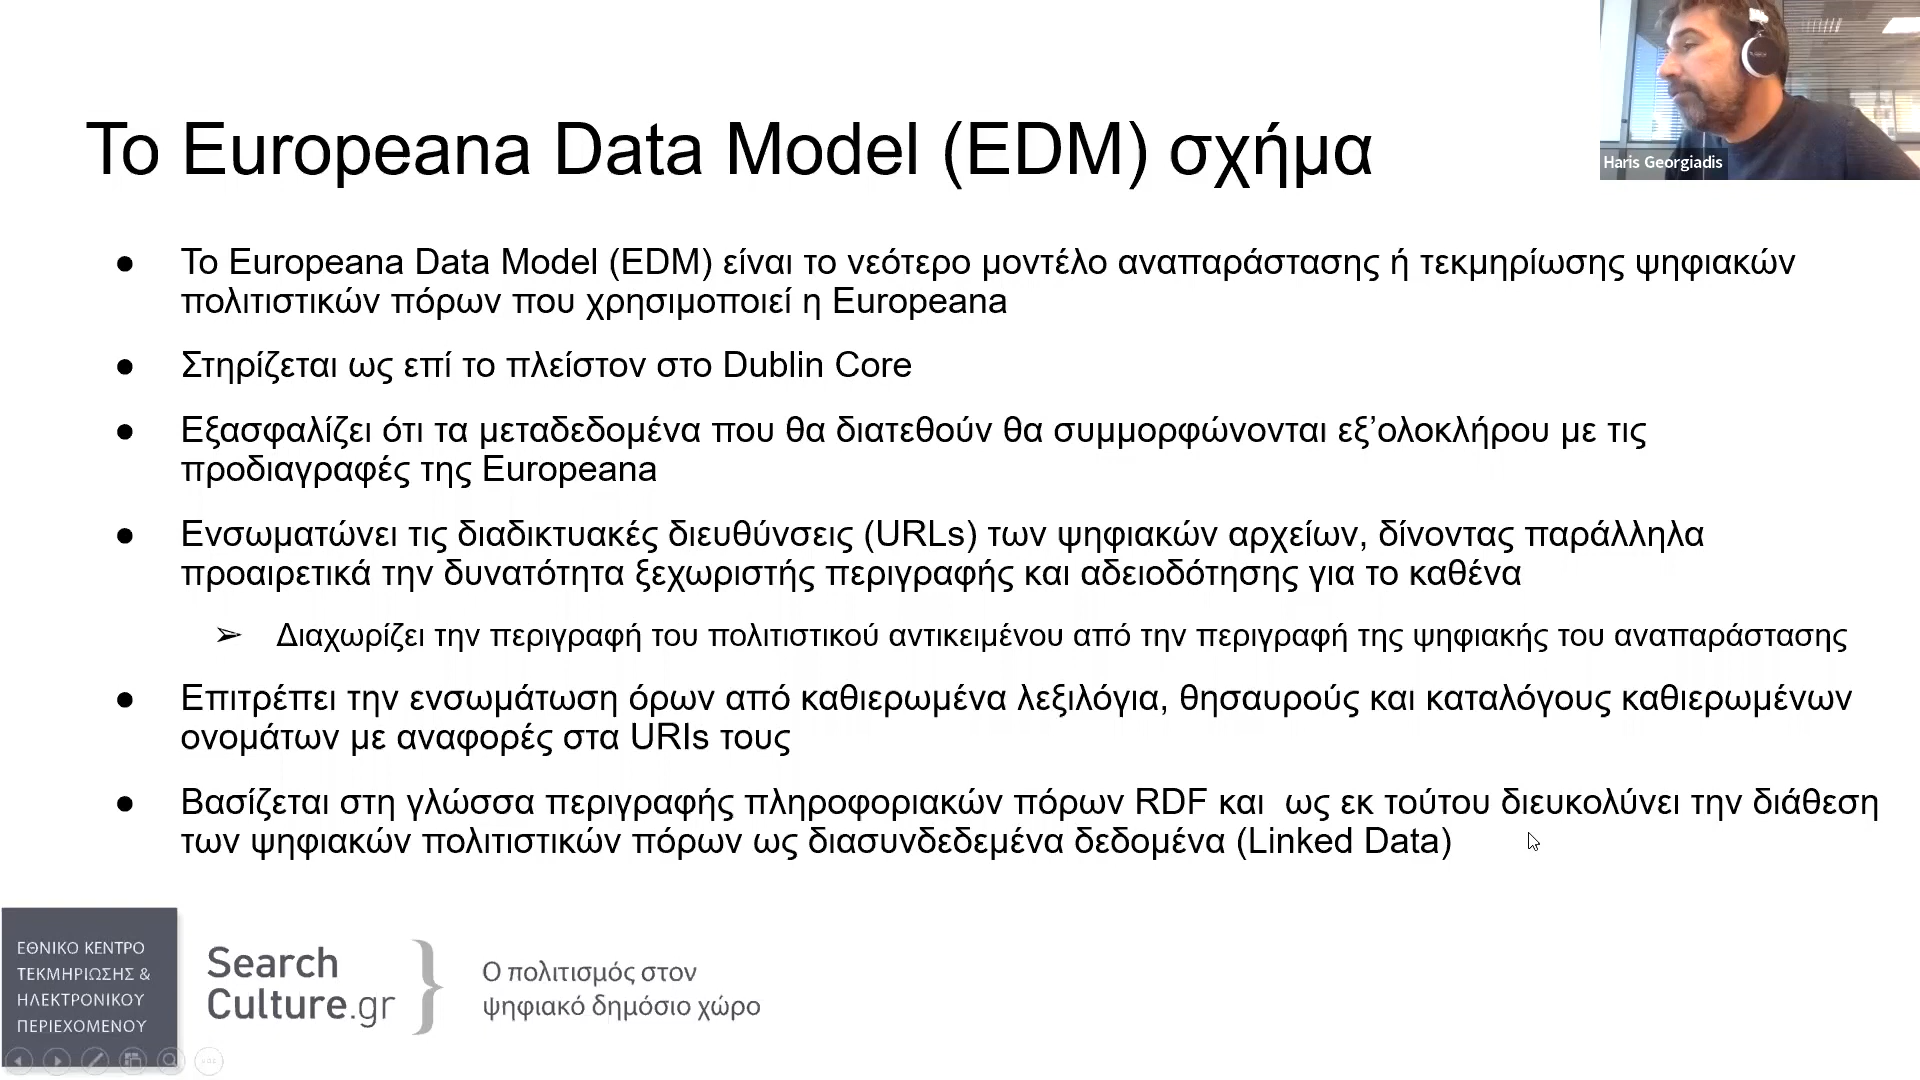 Το Europeana Data Model (EDM) σχήμα
Haris Georgiadis
● Το Europeana Data Model (EDM) είναι το νεότερο μοντέλο αναπαράστασης ή τεκμηρίωσης ψηφιακών
πολιτιστικών πόρων που χρησιμοποιεί η Europeana
● Στηρίζεται ως επί το πλείστον στο Dublin Core
● Εξασφαλίζει ότι τα μεταδεδομένα που θα διατεθούν θα συμμορφώνονται εξ’ολοκλήρου με τις
προδιαγραφές της Europeana
● Ενσωματώνει τις διαδικτυακές διευθύνσεις (URLs) των ψηφιακών αρχείων, δίνοντας παράλληλα
προαιρετικά την δυνατότητα ξεχωριστής περιγραφής και αδειοδότησης για το καθένα
➢ Διαχωρίζει την περιγραφή του πολιτιστικού αντικειμένου από την περιγραφή της ψηφιακής του αναπαράστασης
● Επιτρέπει την ενσωμάτωση όρων από καθιερωμένα λεξιλόγια, θησαυρούς και καταλόγους καθιερωμένων
ονομάτων με αναφορές στα URIs τους
● Βασίζεται στη γλώσσα περιγραφής πληροφοριακών πόρων RDF και  ως εκ τούτου διευκολύνει την διάθεση
των ψηφιακών πολιτιστικών πόρων ως διασυνδεδεμένα δεδομένα (Linked Data)
ΕΘΝΙΚΟ ΚΕΝΤΡΟ
ΤΕΚΜΗΡΙΩΣΗΣ &
ΗΛΕΚΤΡΟΝΙΚΟΥ
ΠΕΡΙΕΧΟΜΕΝΟΥ
Search
Culture.gr
Ο πολιτισμός στον
ψηφιακό δημόσιο χώρο